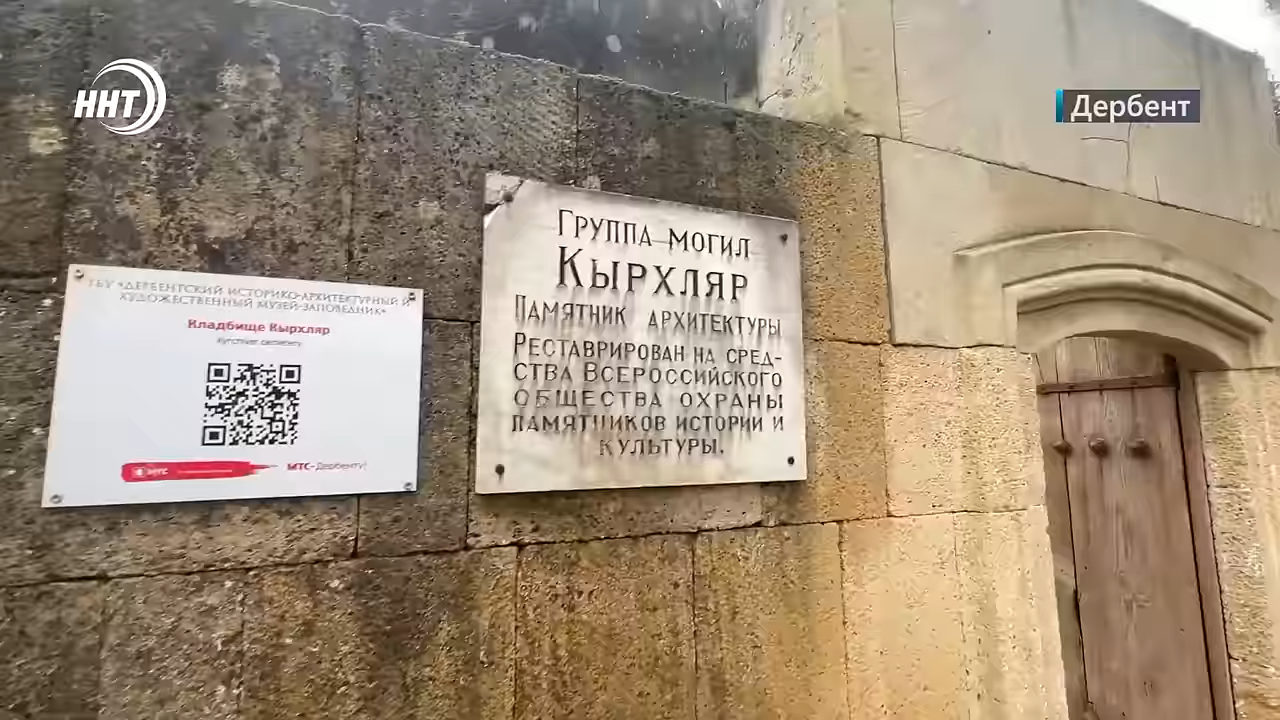 ННТ
Дербент
ГБУ «ДЕРБЕНТСКИЙ ИСТОРИКО-АРХИТЕКТУРНЫЙ И
ХУДОЖЕСТВЕННЫЙ МУЗЕЙ-ЗАПОВЕДНИК»
Кладбище Кырхляр
МТС
МТС-Дербенту!
ГРУППА МОГИЛ
КЫРХЛЯР
ПАМЯТНИК АРХИТЕКТУРЫ
РЕСТАВРИРОВАН НА СРЕД-
СТВА ВСЕРОССИЙСКОГО
ОБЩЕСТВА ОХРАНЫ
ПАМЯТНИКОВ ИСТОРИИ И
КУЛЬТУРЫ.